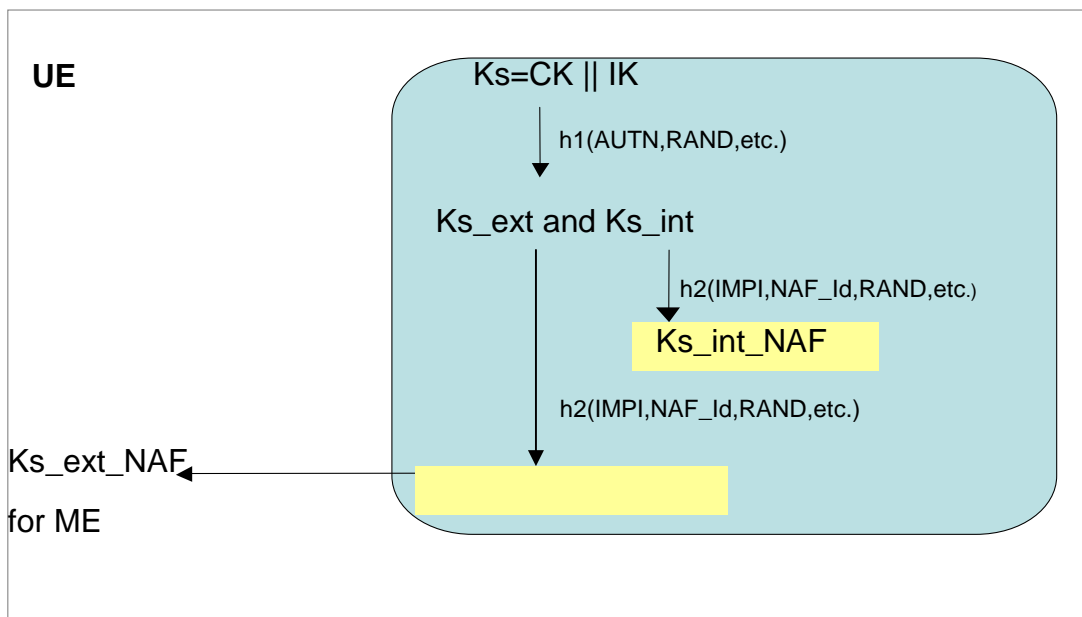 UE
Ks=CK || IK
h1(AUTN,RAND,etc.)
Ks_ext and Ks_int
h2(IMPI,NAF_Id,RAND,etc.)
Ks_int_NAF
h2(IMPI,NAF_Id,RAND,etc.)
Ks_ext_NAF
for ME